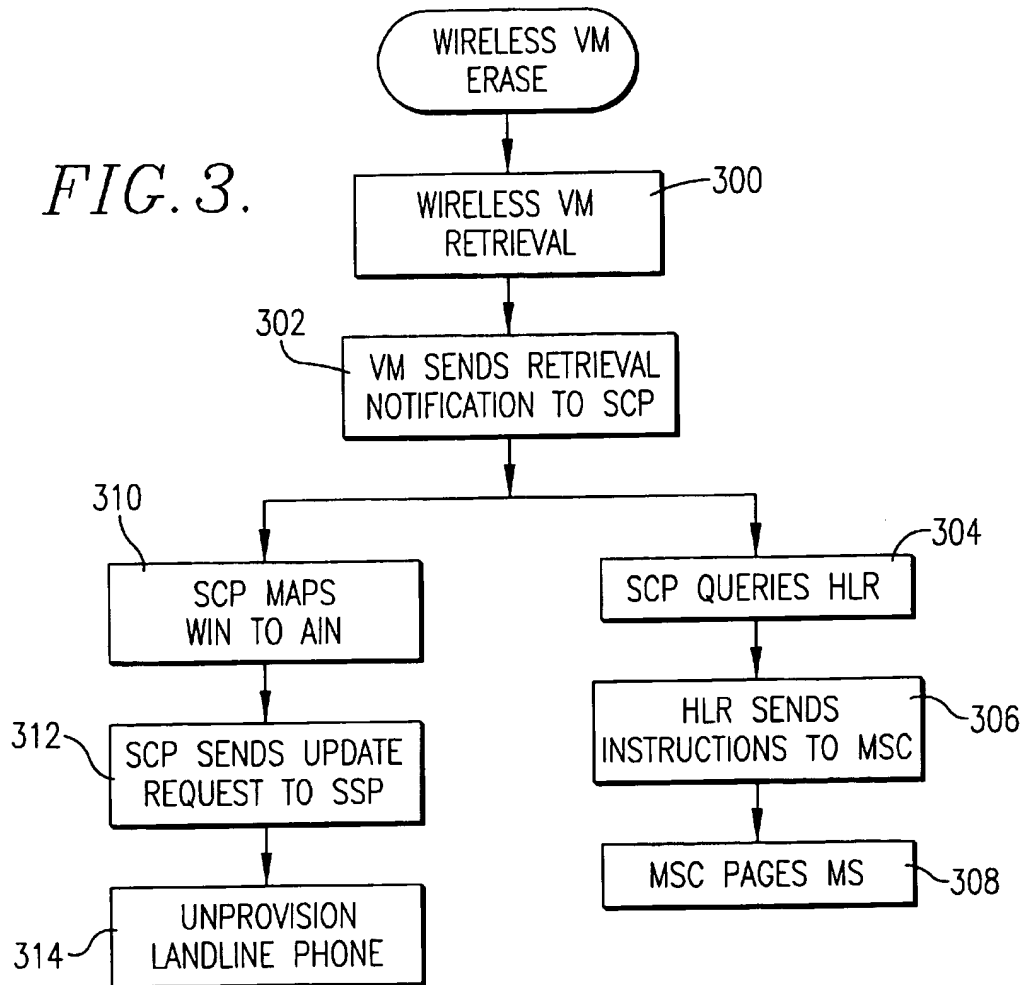 WIRELESS VM
ERASE
FIG. 3.
300
WIRELESS VM
RETRIEVAL
302
VM SENDS RETRIEVAL
NOTIFICATION TO SCP
310
SCP MAPS
WIN TO AIN
304
SCP QUERIES HLR
312
SCP SENDS UPDATE
REQUEST TO SSP
HLR SENDS
INSTRUCTIONS TO MSC
306
314
UNPROVISION
LANDLINE PHONE
MSC PAGES MS
308